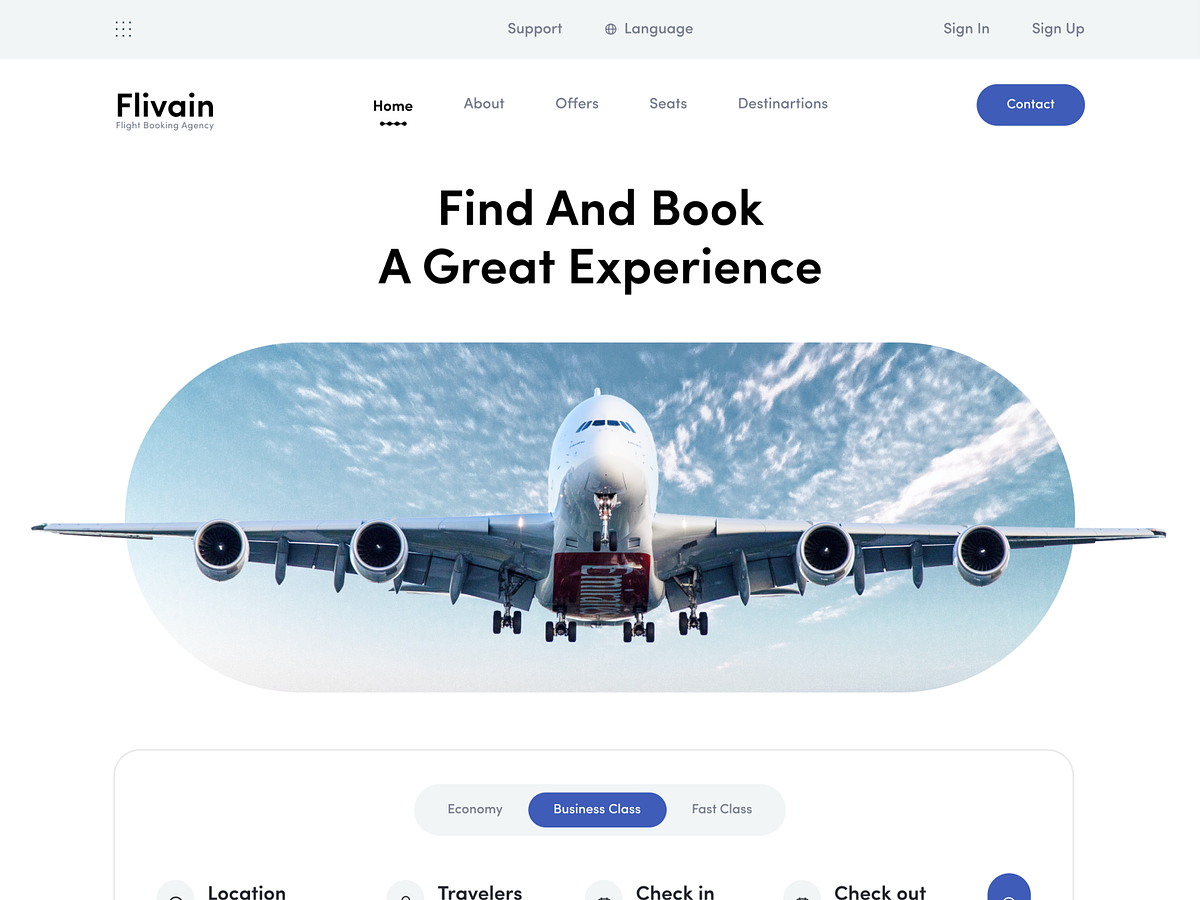 Support
Language
Sign In
Sign Up
Flivain
Flight Booking Agency
Home
About
Offers
Seats
Destinartions
Contact
Find And Book
A Great Experience
Economy
Business Class
Fast Class
Location
Travelers
Check in
Check out